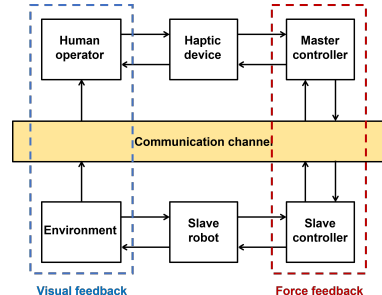 Human
operator
Haptic
device
Master
controller
Communication channel
Environment
Slave
robot
Slave
controller
Visual feedback
Force feedback